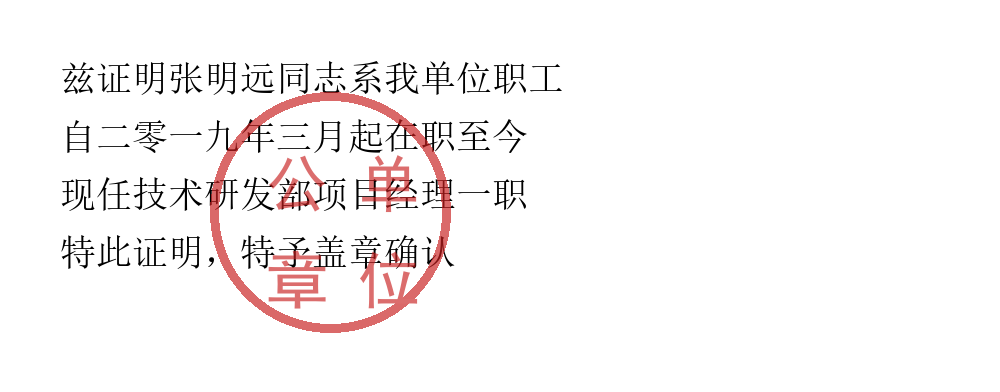 兹证明张明远同志系我单位职工
自二零一九年三月起在职至今
现任技术研发部项目经理一职
特此证明，特予盖章确认
单位公章